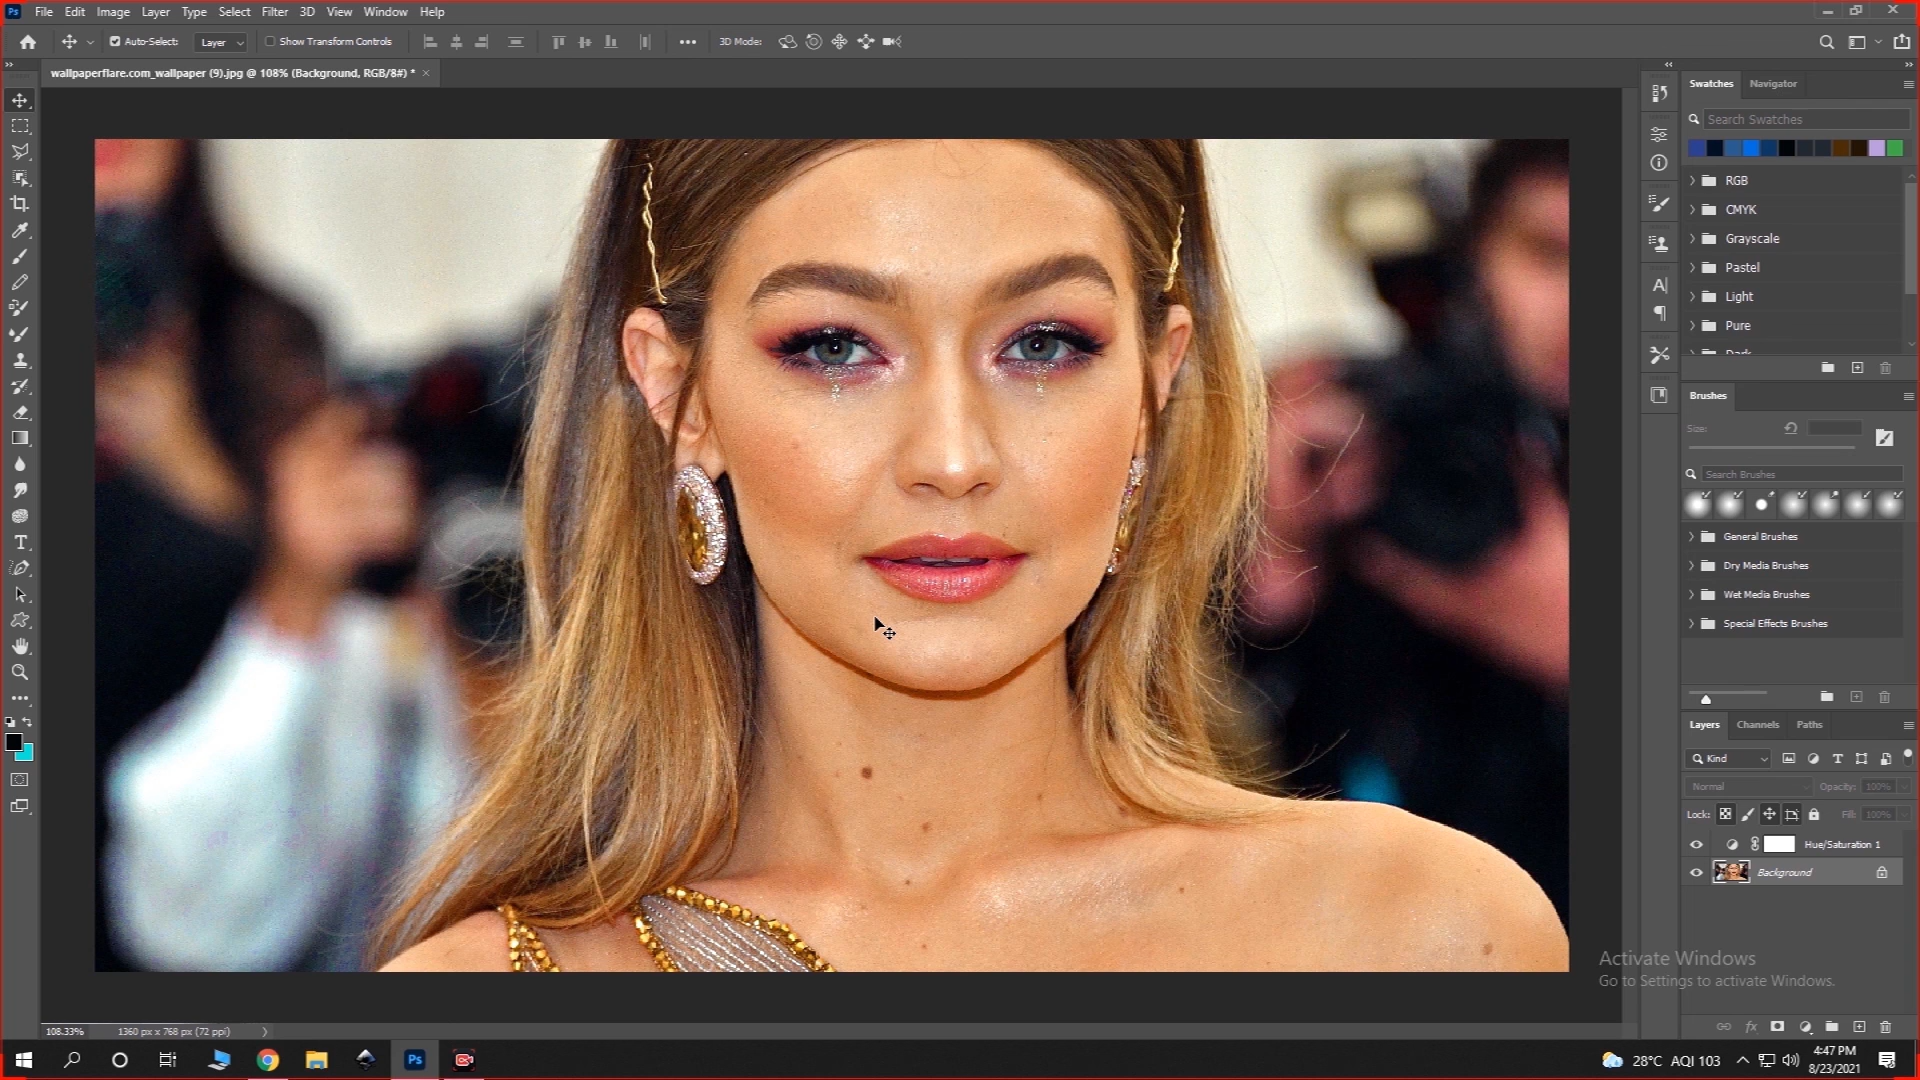 Ps File Edit Image Layer Type Select Filter 3D View Window Help
Auto-Select: Layer Show Transform Controls 3D Mode:
wallpaperflare.com_wallpaper (9).jpg @ 108% (Background, RGB/8#) *
Swatches Navigator
Search Swatches
RGB
CMYK
Grayscale
Pastel
Light
Pure
Dark
Brushes
Size:
Search Brushes
General Brushes
Dry Media Brushes
Wet Media Brushes
Special Effects Brushes
Layers Channels Paths
Kind
Normal Opacity: 100%
Lock: Fill: 100%
Hue/Saturation 1
Background
Activate Windows
Go to Settings to activate Windows.
108.33% 1360 px x 768 px (72 ppi)
Ps
28°C AQI 103
4:47 PM
8/23/2021